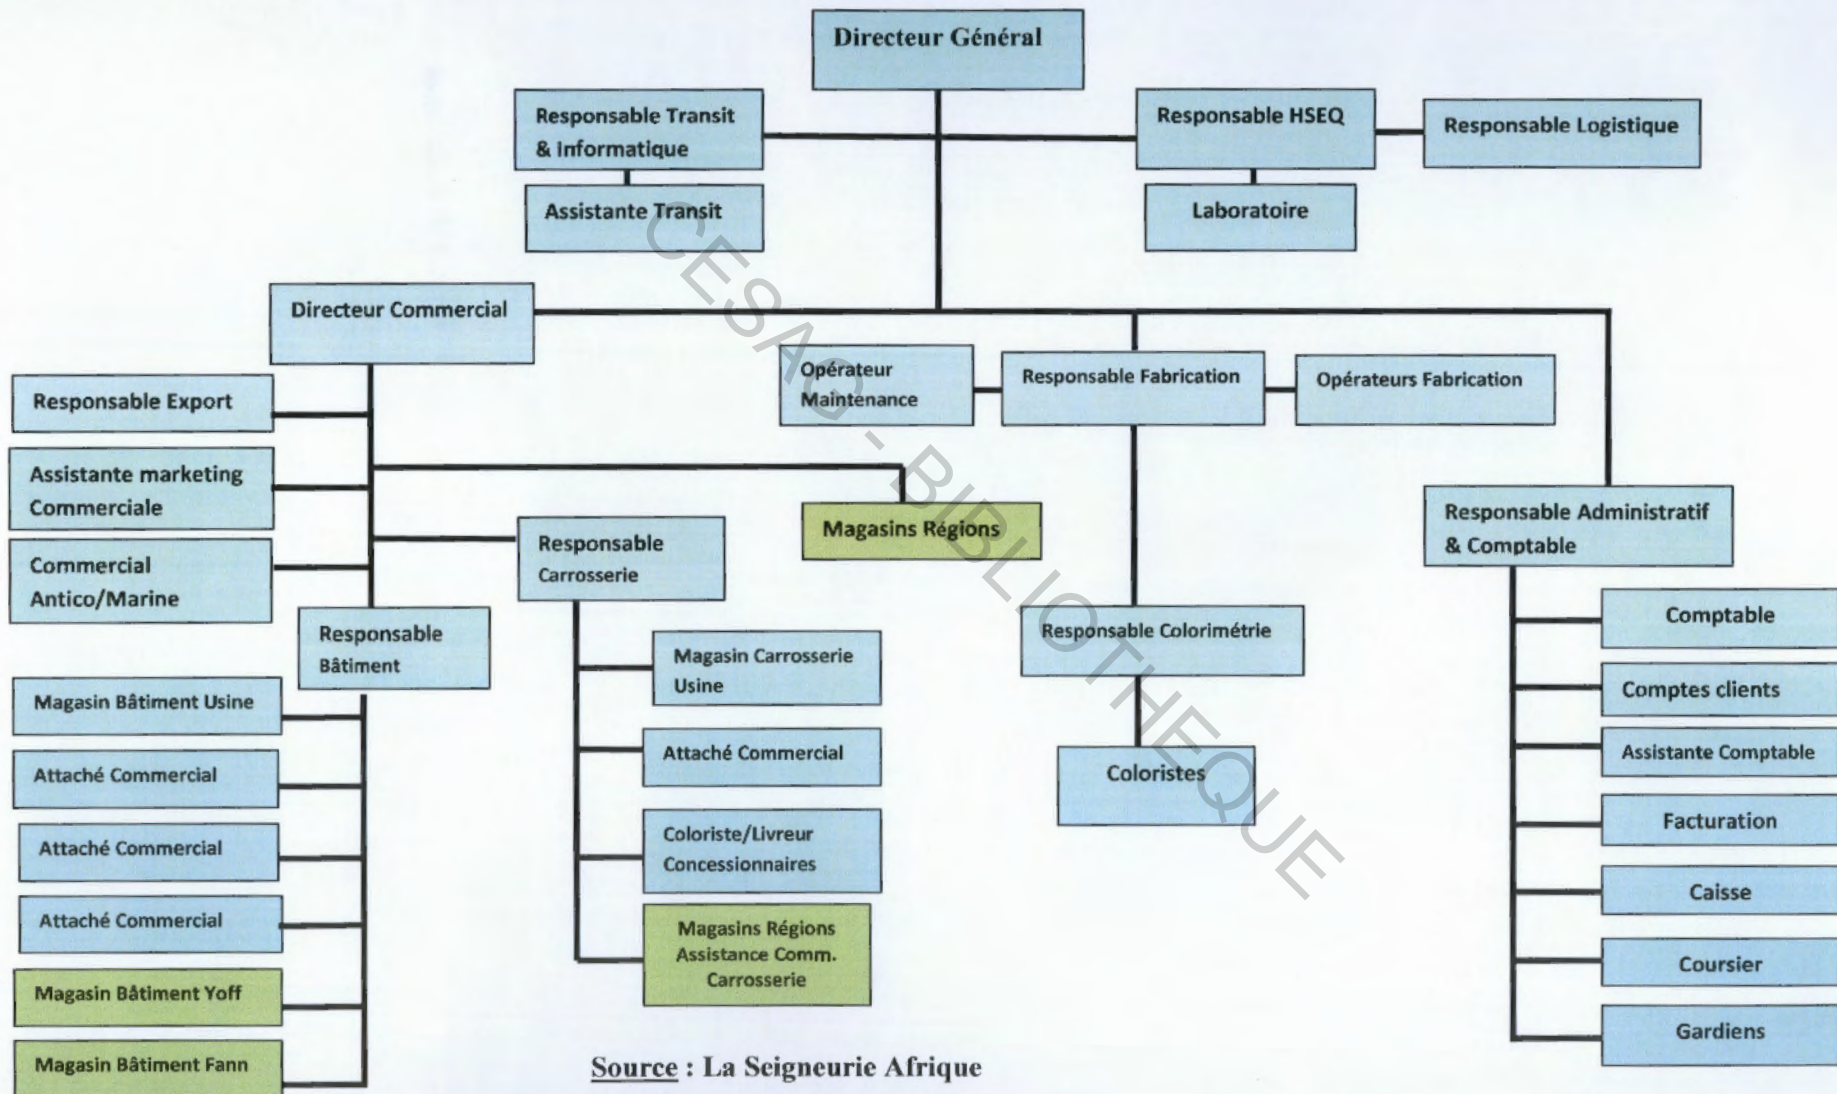 Directeur Général
Responsable Transit
& Informatique
Responsable HSEQ
Responsable Logistique
Assistante Transit
Laboratoire
Directeur Commercial
Opérateur
Maintenance
Responsable Fabrication
Opérateurs Fabrication
Responsable Export
Assistante marketing
Commerciale
Commercial
Antico/Marine
Responsable
Carrosserie
Magasins Régions
Responsable Administratif
& Comptable
Responsable
Bâtiment
Responsable Colorimétrie
Coloristes
Magasin Bâtiment Usine
Attaché Commercial
Attaché Commercial
Attaché Commercial
Magasin Bâtiment Yoff
Magasin Bâtiment Fann
Magasin Carrosserie
Usine
Attaché Commercial
Coloriste/Livreur
Concessionnaires
Magasins Régions
Assistance Comm.
Carrosserie
Comptable
Comptes clients
Assistante Comptable
Facturation
Caisse
Coursier
Gardiens
Source : La Seigneurie Afrique
CESAG - BIBLIOTHEQUE